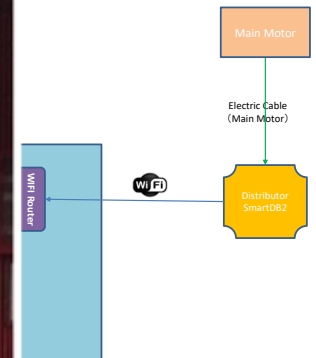 Main Motor
Electric Cable
（Main Motor）
WiFi
WIFI Router
Distributor
SmartDB2